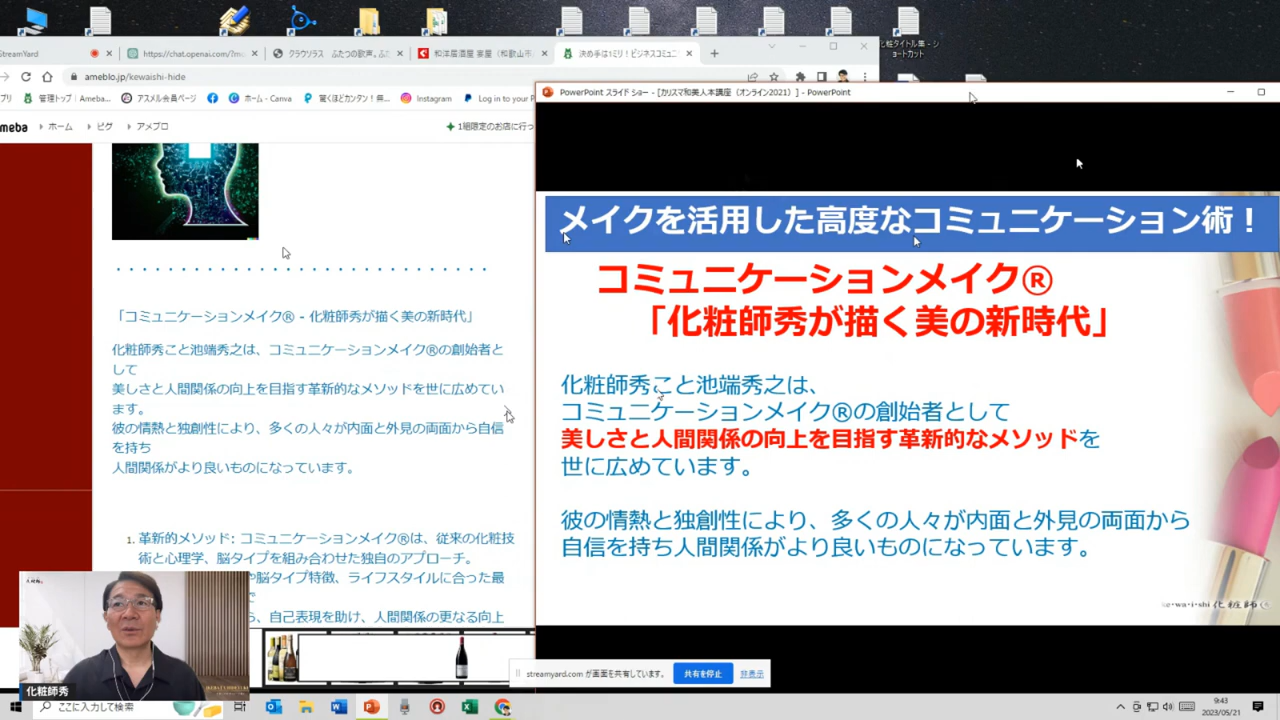 化粧タイトル集 - ショートカット
StreamYard
https://chat.openai.com/?mo
クラウソラス ふたつの歌声。ふた
和洋居酒屋 業屋(和歌山市
決め手は1ミリ!ビジネスコミュニ
ameblo.jp/kewaishi-hide
プリ
管理トップ | Ameba...
アスメル会員ページ
ホーム - Canva
驚くほどカンタン!無...
Instagram
Log in to your P
PowerPoint スライド ショー - [カリスマ和美人本講座(オンライン2021)] - PowerPoint
meba
ホーム
ピグ
アメブロ
1組限定のお店に行っ
「コミュニケーションメイク® - 化粧師秀が描く美の新時代」
化粧師秀こと池端秀之は、コミュニケーションメイク®の創始者と
して
美しさと人間関係の向上を目指す革新的なメソッドを世に広めてい
ます。
彼の情熱と独創性により、多くの人々が内面と外見の両面から自信
を持ち
人間関係がより良いものになっています。
1. 革新的メソッド: コミュニケーションメイク®は、従来の化粧技
術と心理学、脳タイプを組み合わせた独自のアプローチ。
脳タイプ特徴、ライフスタイルに合った最
で
、自己表現を助け、人間関係の更なる向上
メイクを活用した高度なコミュニケーション術!
コミュニケーションメイク®
「化粧師秀が描く美の新時代」
化粧師秀こと池端秀之は、
コミュニケーションメイク®の創始者として
美しさと人間関係の向上を目指す革新的なメソッドを
世に広めています。
彼の情熱と独創性により、多くの人々が内面と外見の両面から
自信を持ち人間関係がより良いものになっています。
ke・wa・i・shi 化粧師
化粧師秀
streamyard.com が画面を共有しています。
共有を停止
非表示
ここに入力して検索
9:43
2023/05/21